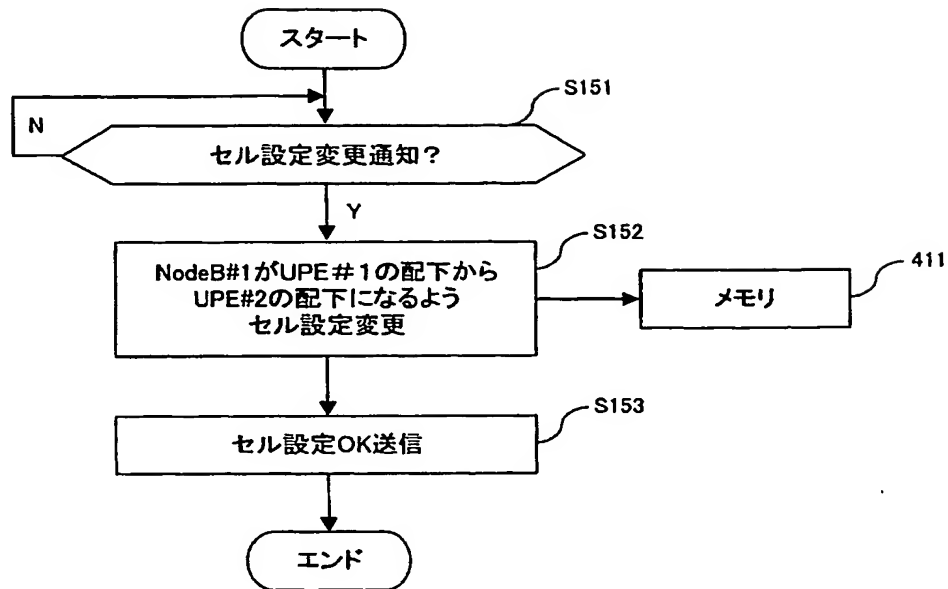 スタート
S151
N
セル設定変更通知？
Y
S152
NodeB#1がUPE＃1の配下から
UPE#2の配下になるよう
セル設定変更
411
メモリ
S153
セル設定OK送信
エンド